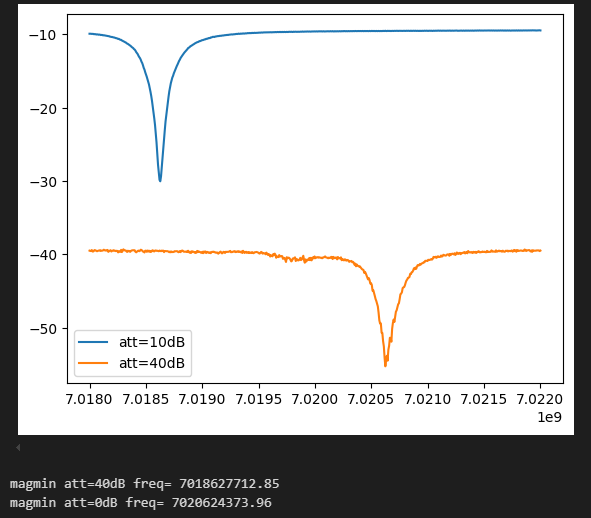 −10
−20
−30
−40
−50
att=10dB
att=40dB
7.0180 7.0185 7.0190 7.0195 7.0200 7.0205 7.0210 7.0215 7.0220
1e9
magmin att=40dB freq= 7018627712.85
magmin att=0dB freq= 7020624373.96